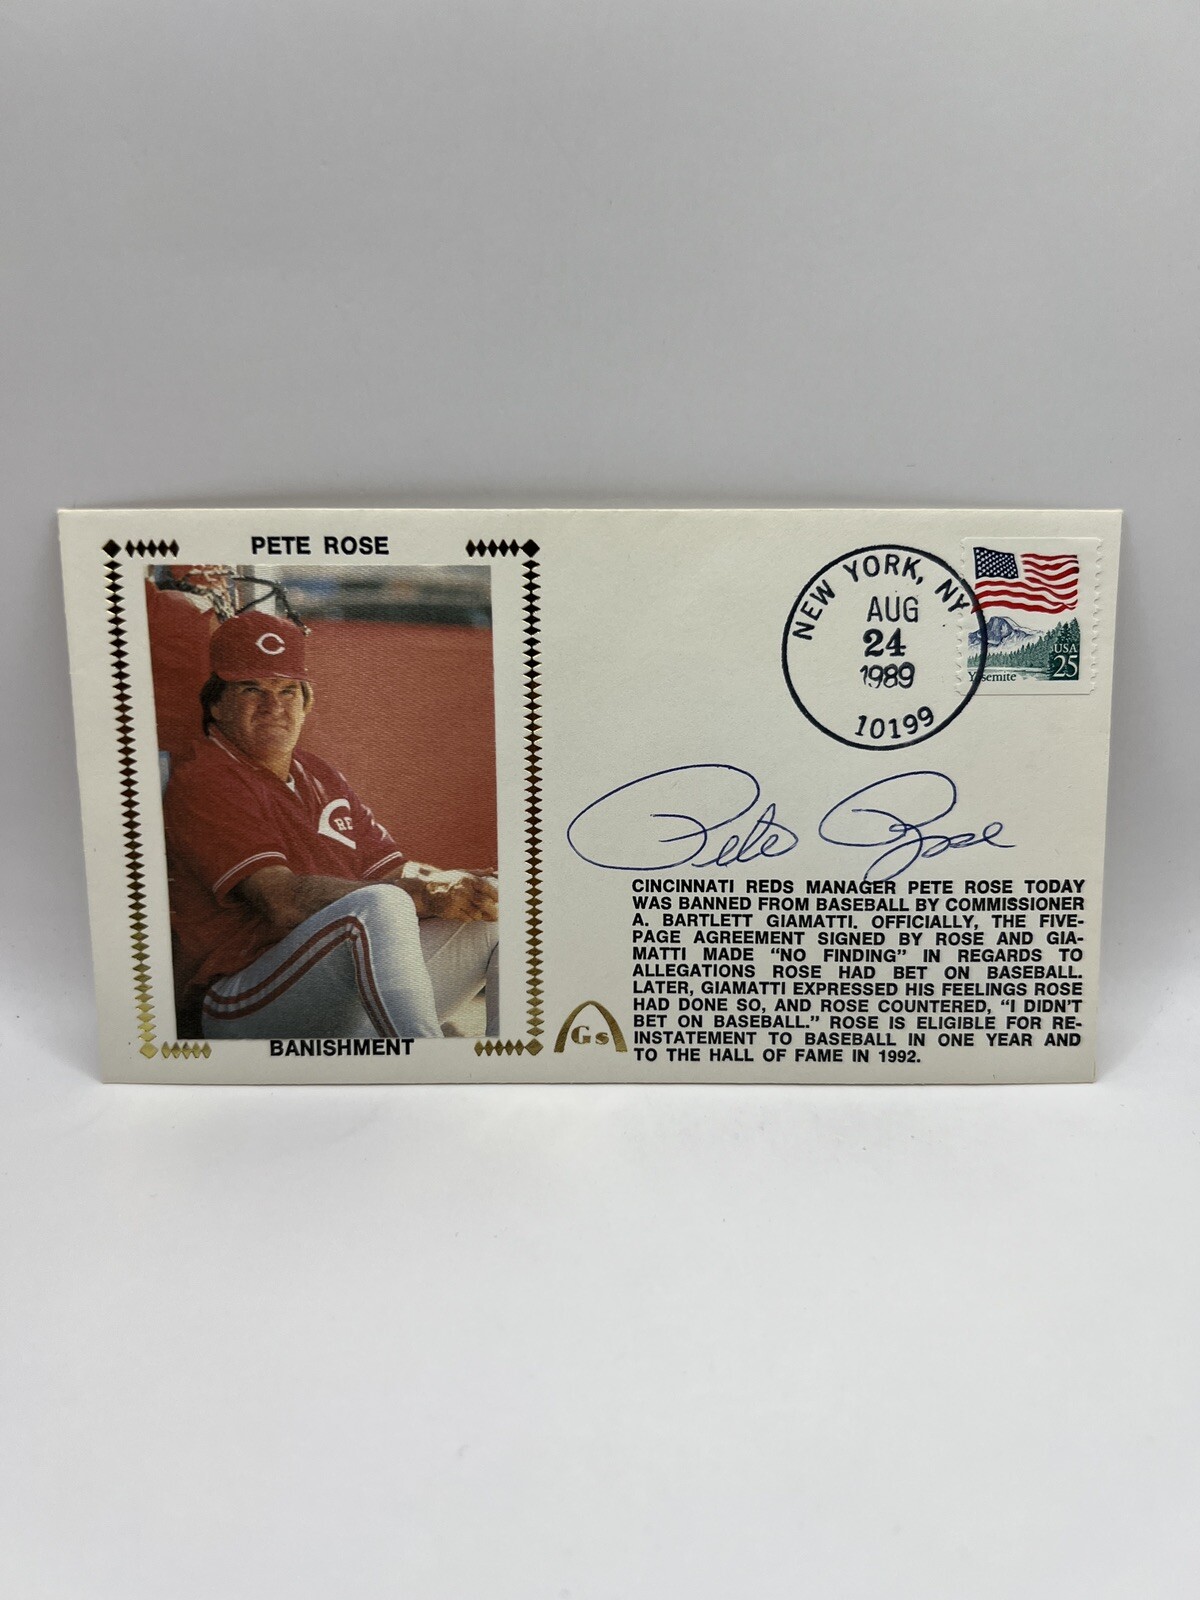 PETE ROSE
C
RE
BANISHMENT
NEW YORK, NY
AUG
24
1989
10199
USA
25
Yosemite
Pete Rose
Gs
CINCINNATI REDS MANAGER PETE ROSE TODAY
WAS BANNED FROM BASEBALL BY COMMISSIONER
A. BARTLETT GIAMATTI. OFFICIALLY, THE FIVE-
PAGE AGREEMENT SIGNED BY ROSE AND GIA-
MATTI MADE "NO FINDING" IN REGARDS TO
ALLEGATIONS ROSE HAD BET ON BASEBALL.
LATER, GIAMATTI EXPRESSED HIS FEELINGS ROSE
HAD DONE SO, AND ROSE COUNTERED, "I DIDN'T
BET ON BASEBALL." ROSE IS ELIGIBLE FOR RE-
INSTATEMENT TO BASEBALL IN ONE YEAR AND
TO THE HALL OF FAME IN 1992.